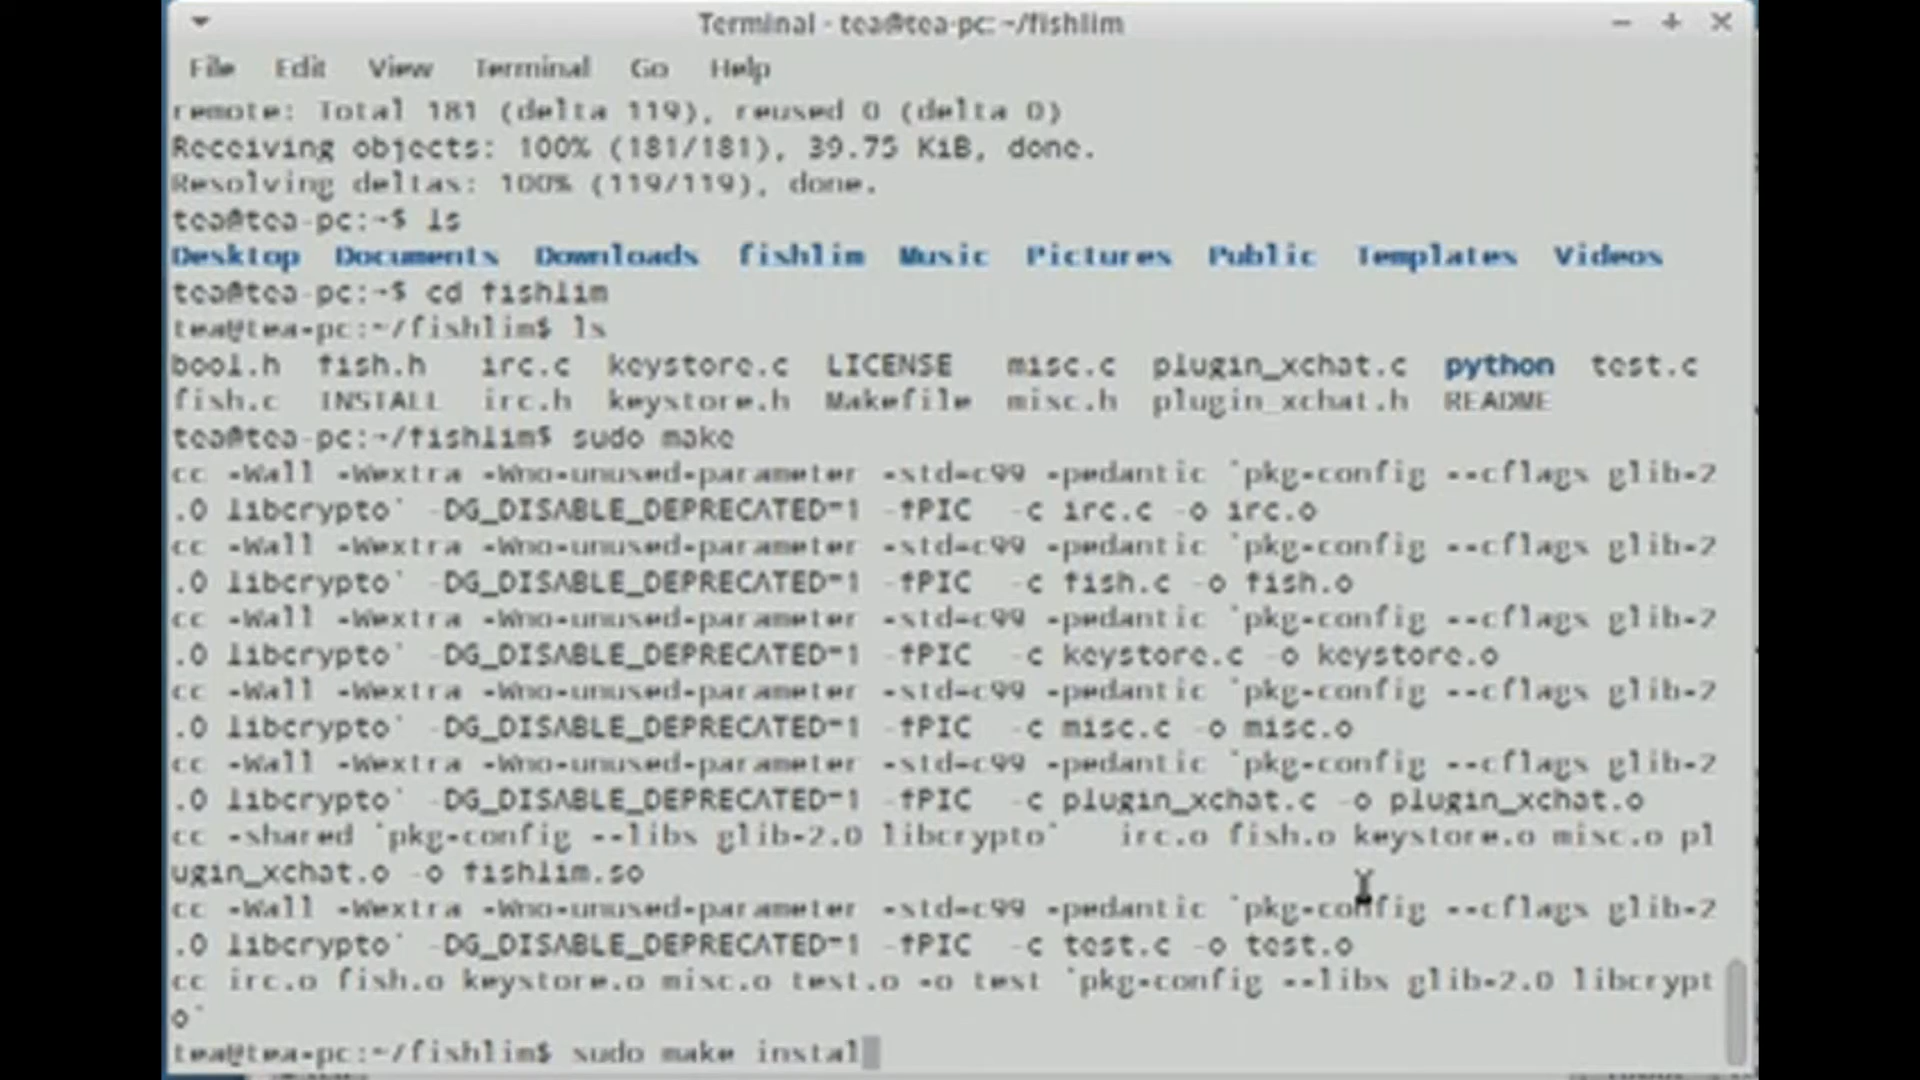 Terminal - tea@tea-pc: ~/fishlim
File Edit View Terminal Go Help
remote: Total 181 (delta 119), reused 0 (delta 0)
Receiving objects: 100% (181/181), 39.75 KiB, done.
Resolving deltas: 100% (119/119), done.
tea@tea-pc:~$ ls
Desktop Documents Downloads fishlim Music Pictures Public Templates Videos
tea@tea-pc:~$ cd fishlim
tea@tea-pc:~/fishlim$ ls
bool.h fish.h irc.c keystore.c LICENSE misc.c plugin_xchat.c python test.c
fish.c INSTALL irc.h keystore.h Makefile misc.h plugin_xchat.h README
tea@tea-pc:~/fishlim$ sudo make
cc -Wall -Wextra -Wno-unused-parameter -std=c99 -pedantic `pkg-config --cflags glib-2
.0 libcrypto` -DG_DISABLE_DEPRECATED=1 -fPIC -c irc.c -o irc.o
cc -Wall -Wextra -Wno-unused-parameter -std=c99 -pedantic `pkg-config --cflags glib-2
.0 libcrypto` -DG_DISABLE_DEPRECATED=1 -fPIC -c fish.c -o fish.o
cc -Wall -Wextra -Wno-unused-parameter -std=c99 -pedantic `pkg-config --cflags glib-2
.0 libcrypto` -DG_DISABLE_DEPRECATED=1 -fPIC -c keystore.c -o keystore.o
cc -Wall -Wextra -Wno-unused-parameter -std=c99 -pedantic `pkg-config --cflags glib-2
.0 libcrypto` -DG_DISABLE_DEPRECATED=1 -fPIC -c misc.c -o misc.o
cc -Wall -Wextra -Wno-unused-parameter -std=c99 -pedantic `pkg-config --cflags glib-2
.0 libcrypto` -DG_DISABLE_DEPRECATED=1 -fPIC -c plugin_xchat.c -o plugin_xchat.o
cc -shared `pkg-config --libs glib-2.0 libcrypto` irc.o fish.o keystore.o misc.o pl
ugin_xchat.o -o fishlim.so
cc -Wall -Wextra -Wno-unused-parameter -std=c99 -pedantic `pkg-config --cflags glib-2
.0 libcrypto` -DG_DISABLE_DEPRECATED=1 -fPIC -c test.c -o test.o
cc irc.o fish.o keystore.o misc.o test.o -o test `pkg-config --libs glib-2.0 libcrypt
o`
tea@tea-pc:~/fishlim$ sudo make instal